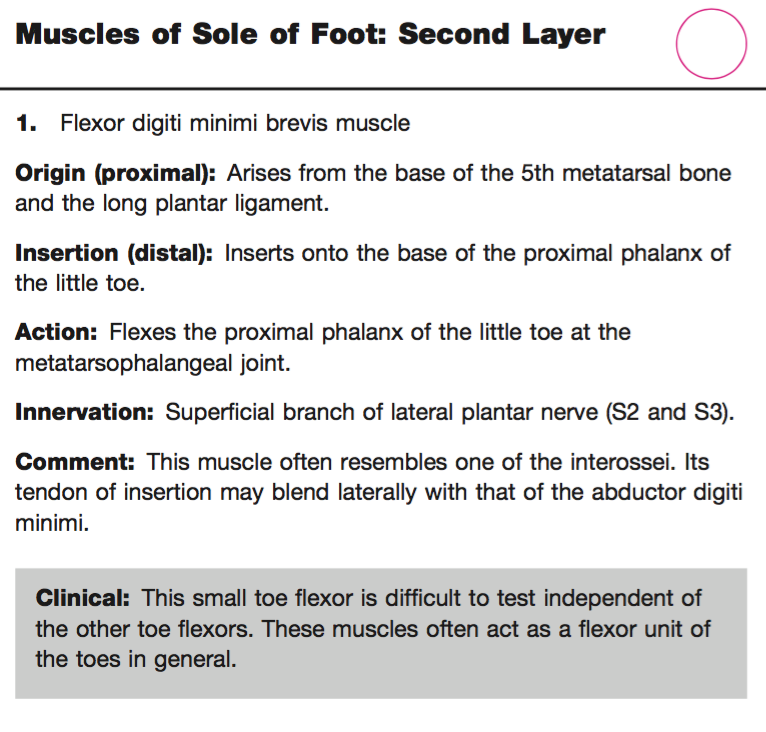 Muscles of Sole of Foot: Second Layer
1. Flexor digiti minimi brevis muscle
Origin (proximal): Arises from the base of the 5th metatarsal bone
and the long plantar ligament.
Insertion (distal): Inserts onto the base of the proximal phalanx of
the little toe.
Action: Flexes the proximal phalanx of the little toe at the
metatarsophalangeal joint.
Innervation: Superficial branch of lateral plantar nerve (S2 and S3).
Comment: This muscle often resembles one of the interossei. Its
tendon of insertion may blend laterally with that of the abductor digiti
minimi.
Clinical: This small toe flexor is difficult to test independent of
the other toe flexors. These muscles often act as a flexor unit of
the toes in general.